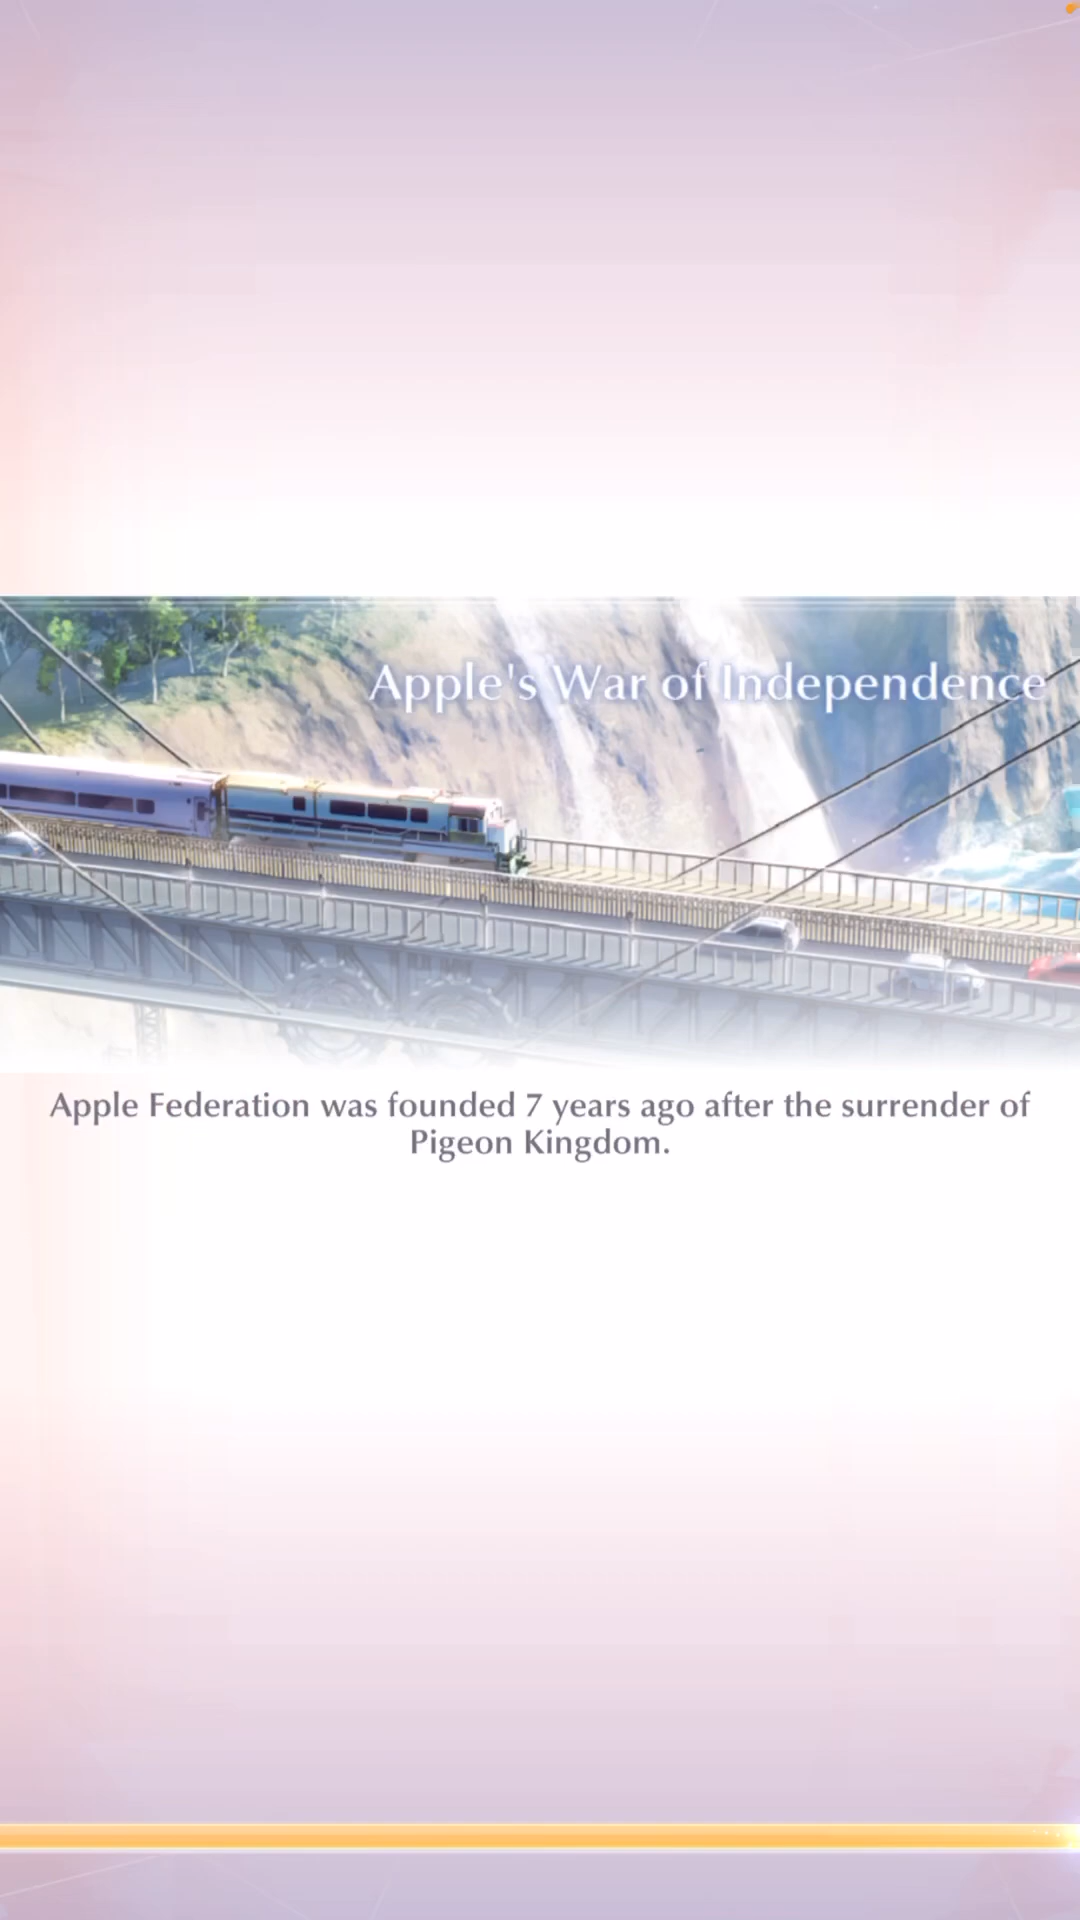 Apple's War of Independence
Apple Federation was founded 7 years ago after the surrender of
Pigeon Kingdom.